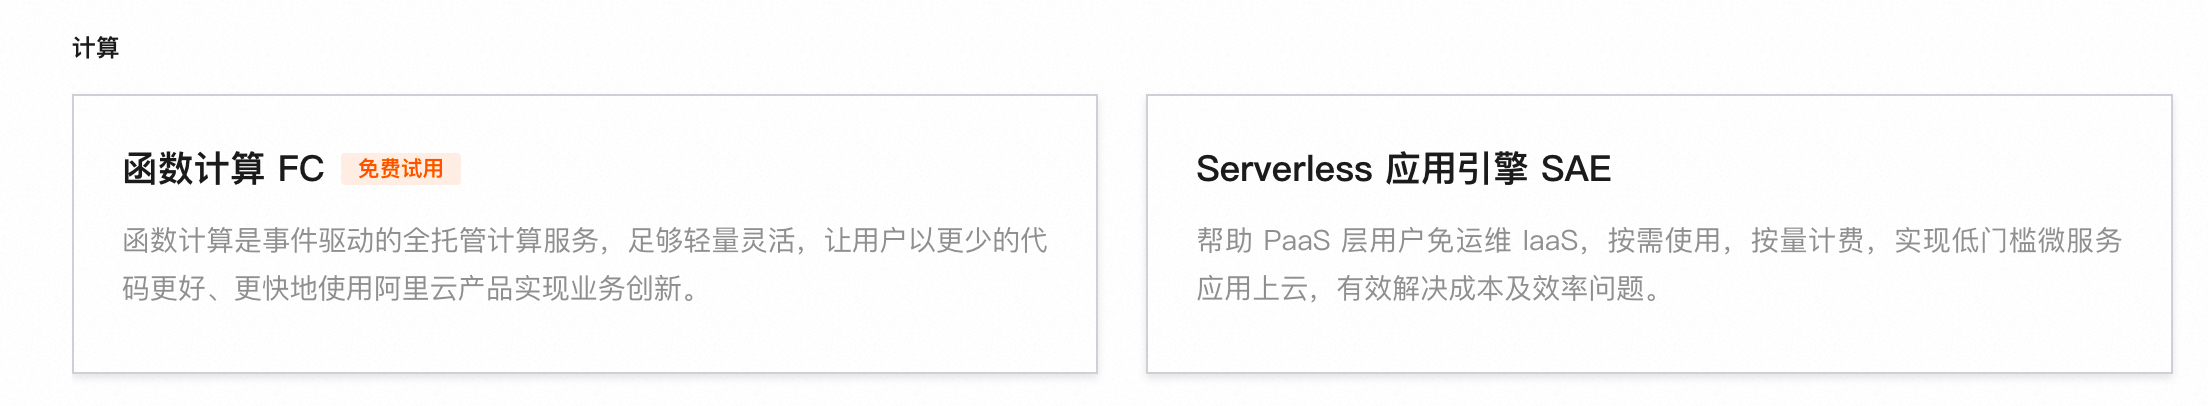 计算
函数计算 FC 免费试用
函数计算是事件驱动的全托管计算服务，足够轻量灵活，让用户以更少的代
码更好、更快地使用阿里云产品实现业务创新。
Serverless 应用引擎 SAE
帮助 PaaS 层用户免运维 IaaS，按需使用，按量计费，实现低门槛微服务
应用上云，有效解决成本及效率问题。